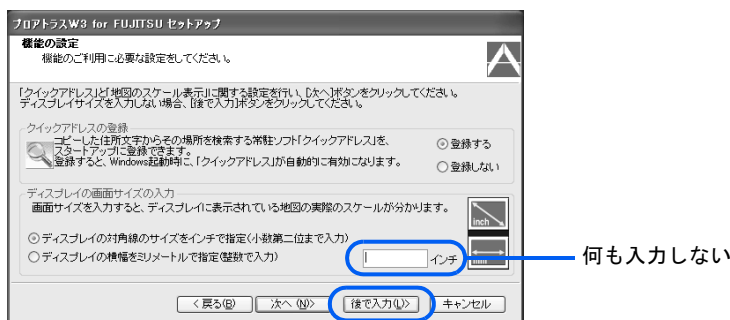 プロアトラスW3 for FUJITSU セットアップ
機能の設定
機能のご利用に必要な設定をしてください。
「クイックアドレス」と「地図のスケール表示」に関する設定を行い、[次へ]ボタンをクリックしてください。
ディスプレイサイズを入力しない場合、[後で入力]ボタンをクリックしてください。
クイックアドレスの登録
コピーした住所文字からその場所を検索する常駐ソフト「クイックアドレス」を、
スタートアップに登録できます。
登録すると、Windows起動時に、「クイックアドレス」が自動的に有効になります。
登録する
登録しない
ディスプレイの画面サイズの入力
画面サイズを入力すると、ディスプレイに表示されている地図の実際のスケールが分かります。
inch
ディスプレイの対角線のサイズをインチで指定(小数第二位まで入力)
ディスプレイの横幅をミリメートルで指定(整数で入力)
インチ
mm
何も入力しない
< 戻る(B)
次へ (N)>
後で入力(L)>
キャンセル